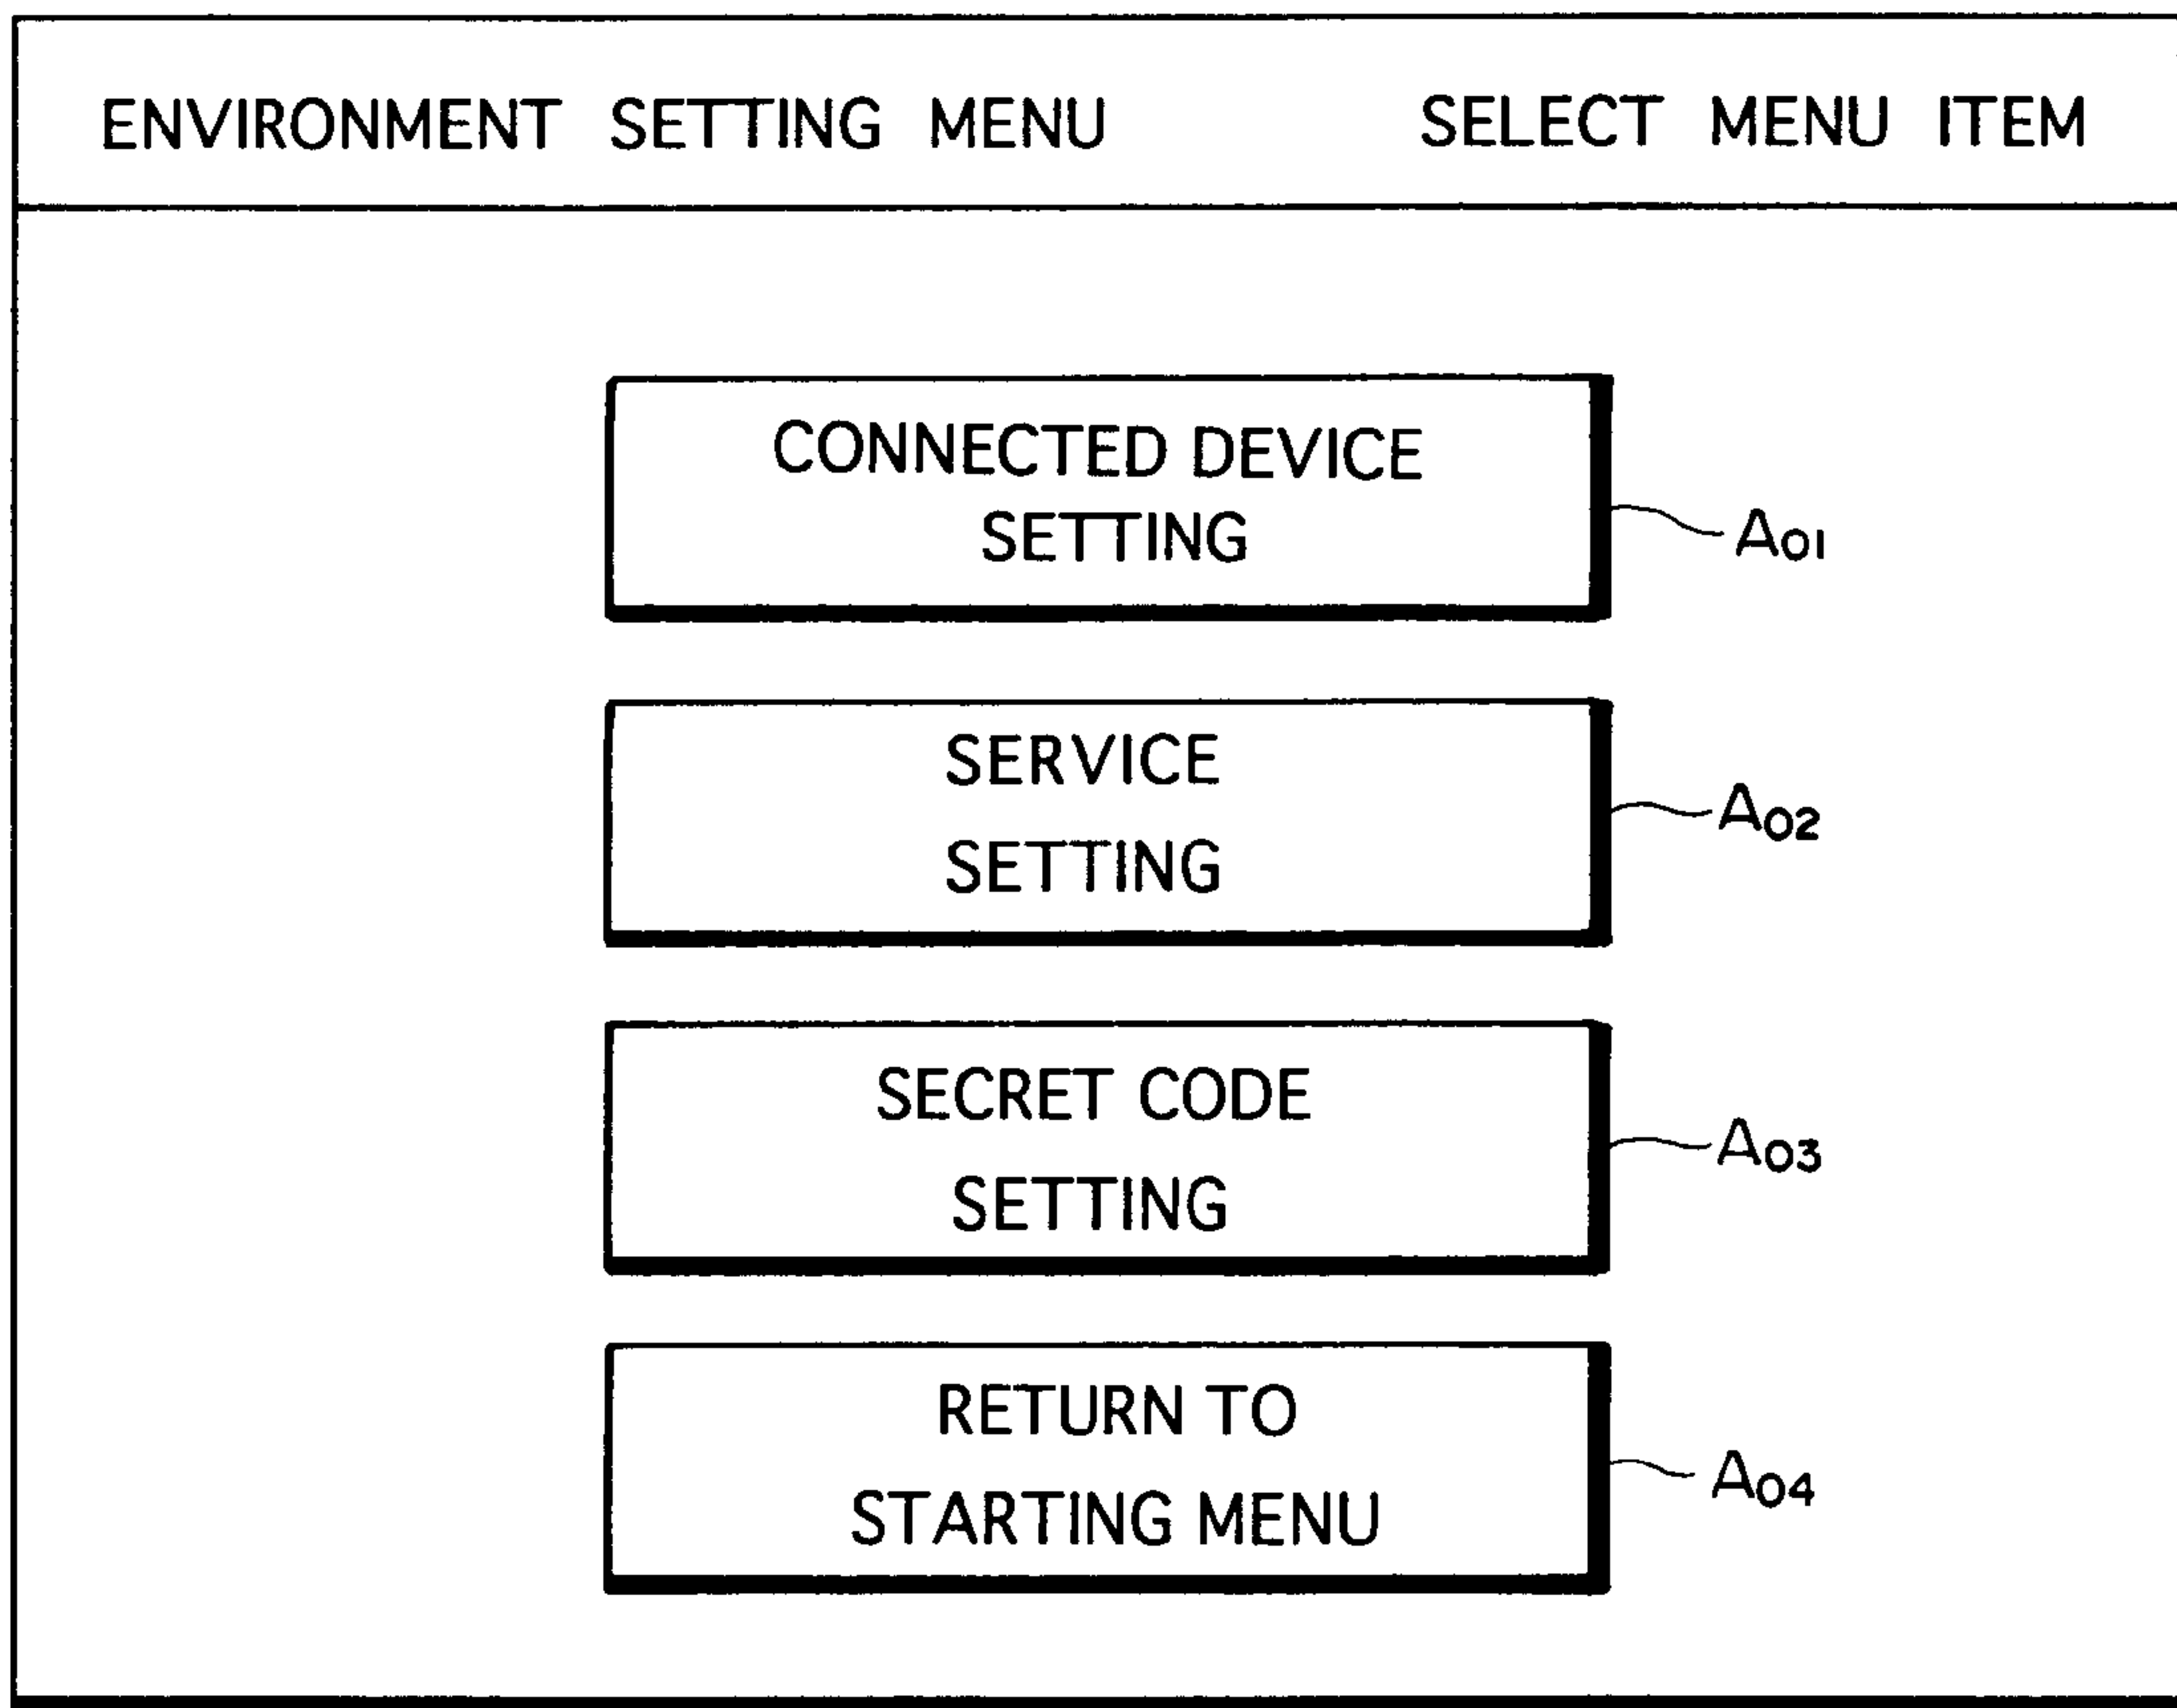 ENVIRONMENT SETTING MENU SELECT MENU ITEM
CONNECTED DEVICE
SETTING
A01
SERVICE
SETTING
A02
SECRET CODE
SETTING
A03
RETURN TO
STARTING MENU
A04